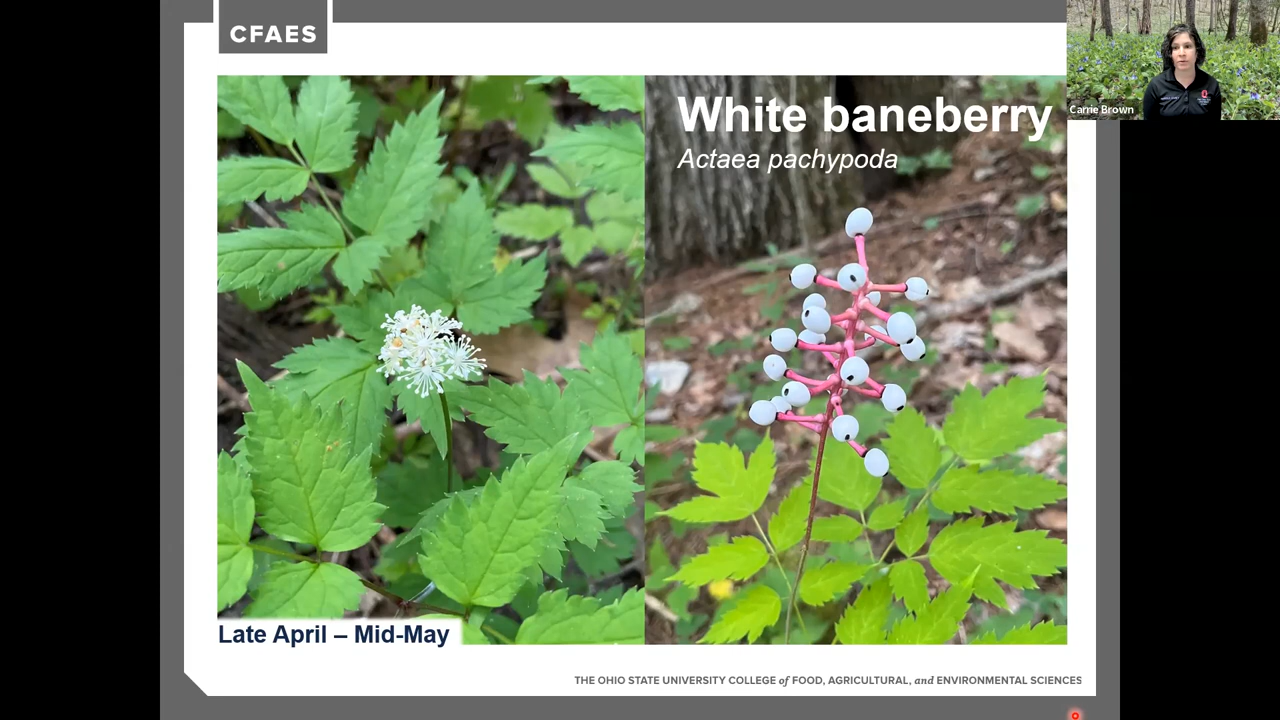 CFAES
White baneberry
Actaea pachypoda
Carrie Brown
Late April – Mid-May
THE OHIO STATE UNIVERSITY COLLEGE of FOOD, AGRICULTURAL, and ENVIRONMENTAL SCIENCES